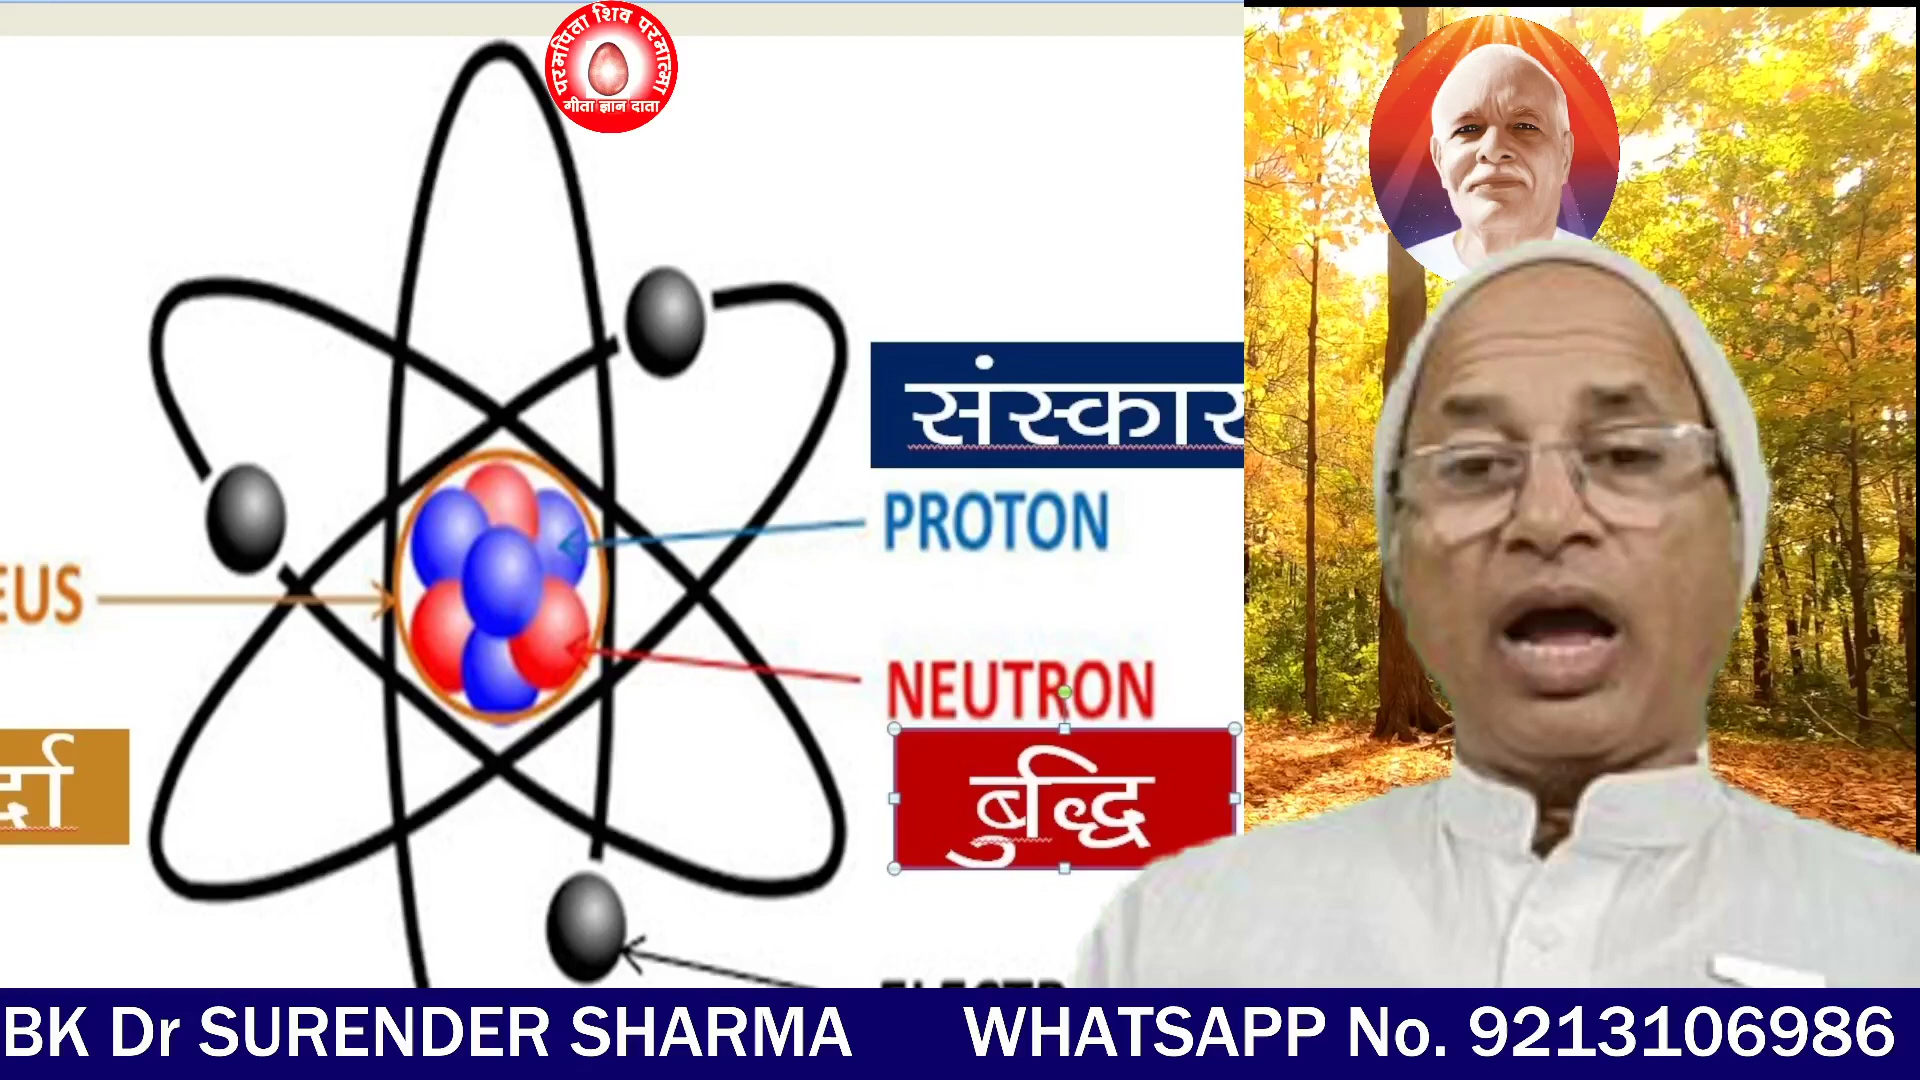 परमपिता शिव परमात्मा
गीता ज्ञान दाता
संस्कार
PROTON
EUS
NEUTRON
बुद्धि
BK Dr SURENDER SHARMA WHATSAPP No. 9213106986